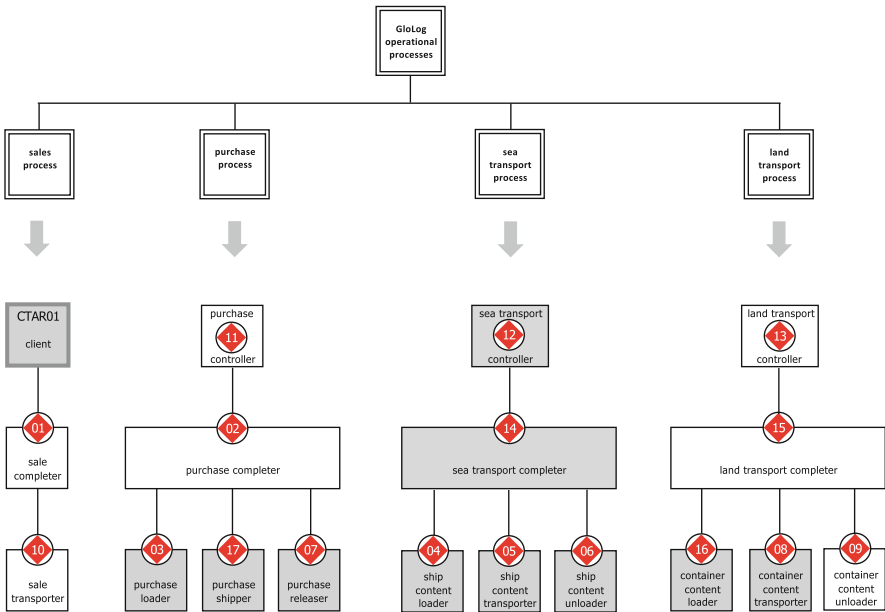 GloLog
operational
processes
sales
process
purchase
process
sea
transport
process
land
transport
process
CTAR01
client
purchase
11
controller
sea transport
12
controller
land transport
13
controller
01
sale
completer
02
purchase completer
14
sea transport completer
15
land transport completer
10
sale
transporter
03
purchase
loader
17
purchase
shipper
07
purchase
releaser
04
ship
content
loader
05
ship
content
transporter
06
ship
content
unloader
16
container
content
loader
08
container
content
transporter
09
container
content
unloader